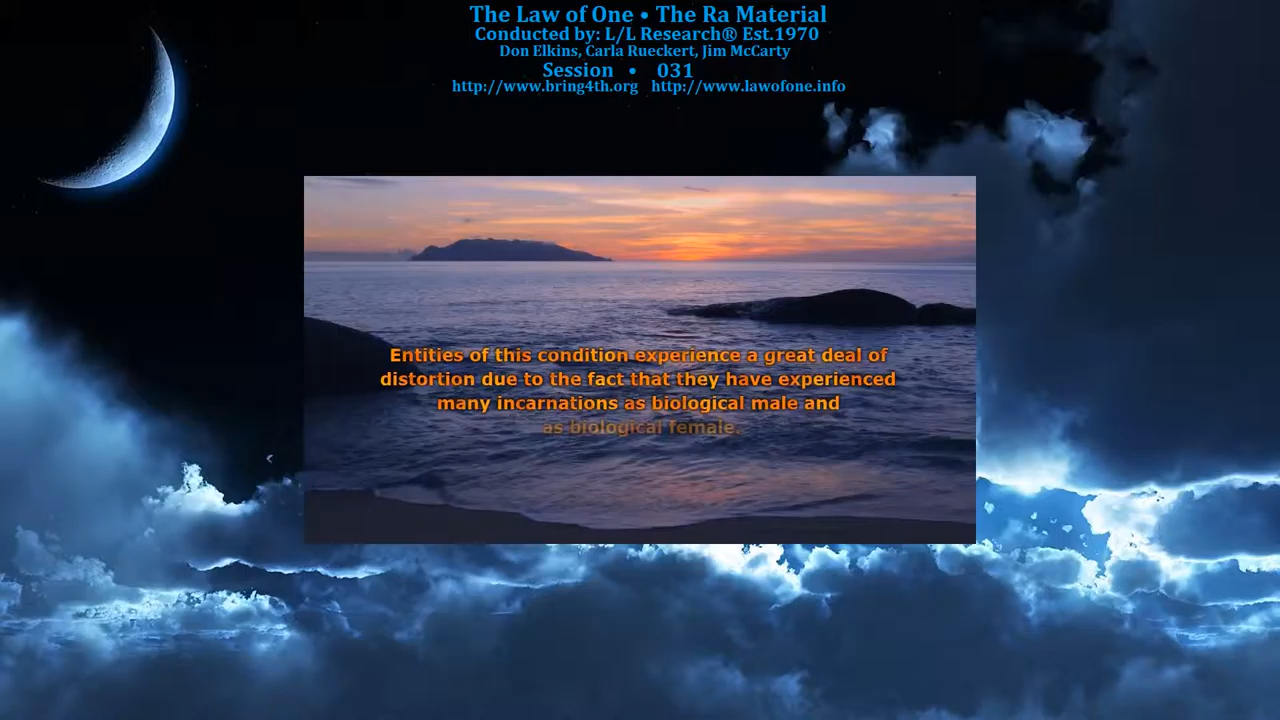 The Law of One • The Ra Material
Conducted by: L/L Research® Est.1970
Don Elkins, Carla Rueckert, Jim McCarty
Session • 031
http://www.bring4th.org http://www.lawofone.info
Entities of this condition experience a great deal of
distortion due to the fact that they have experienced
many incarnations as biological male and
as biological female.